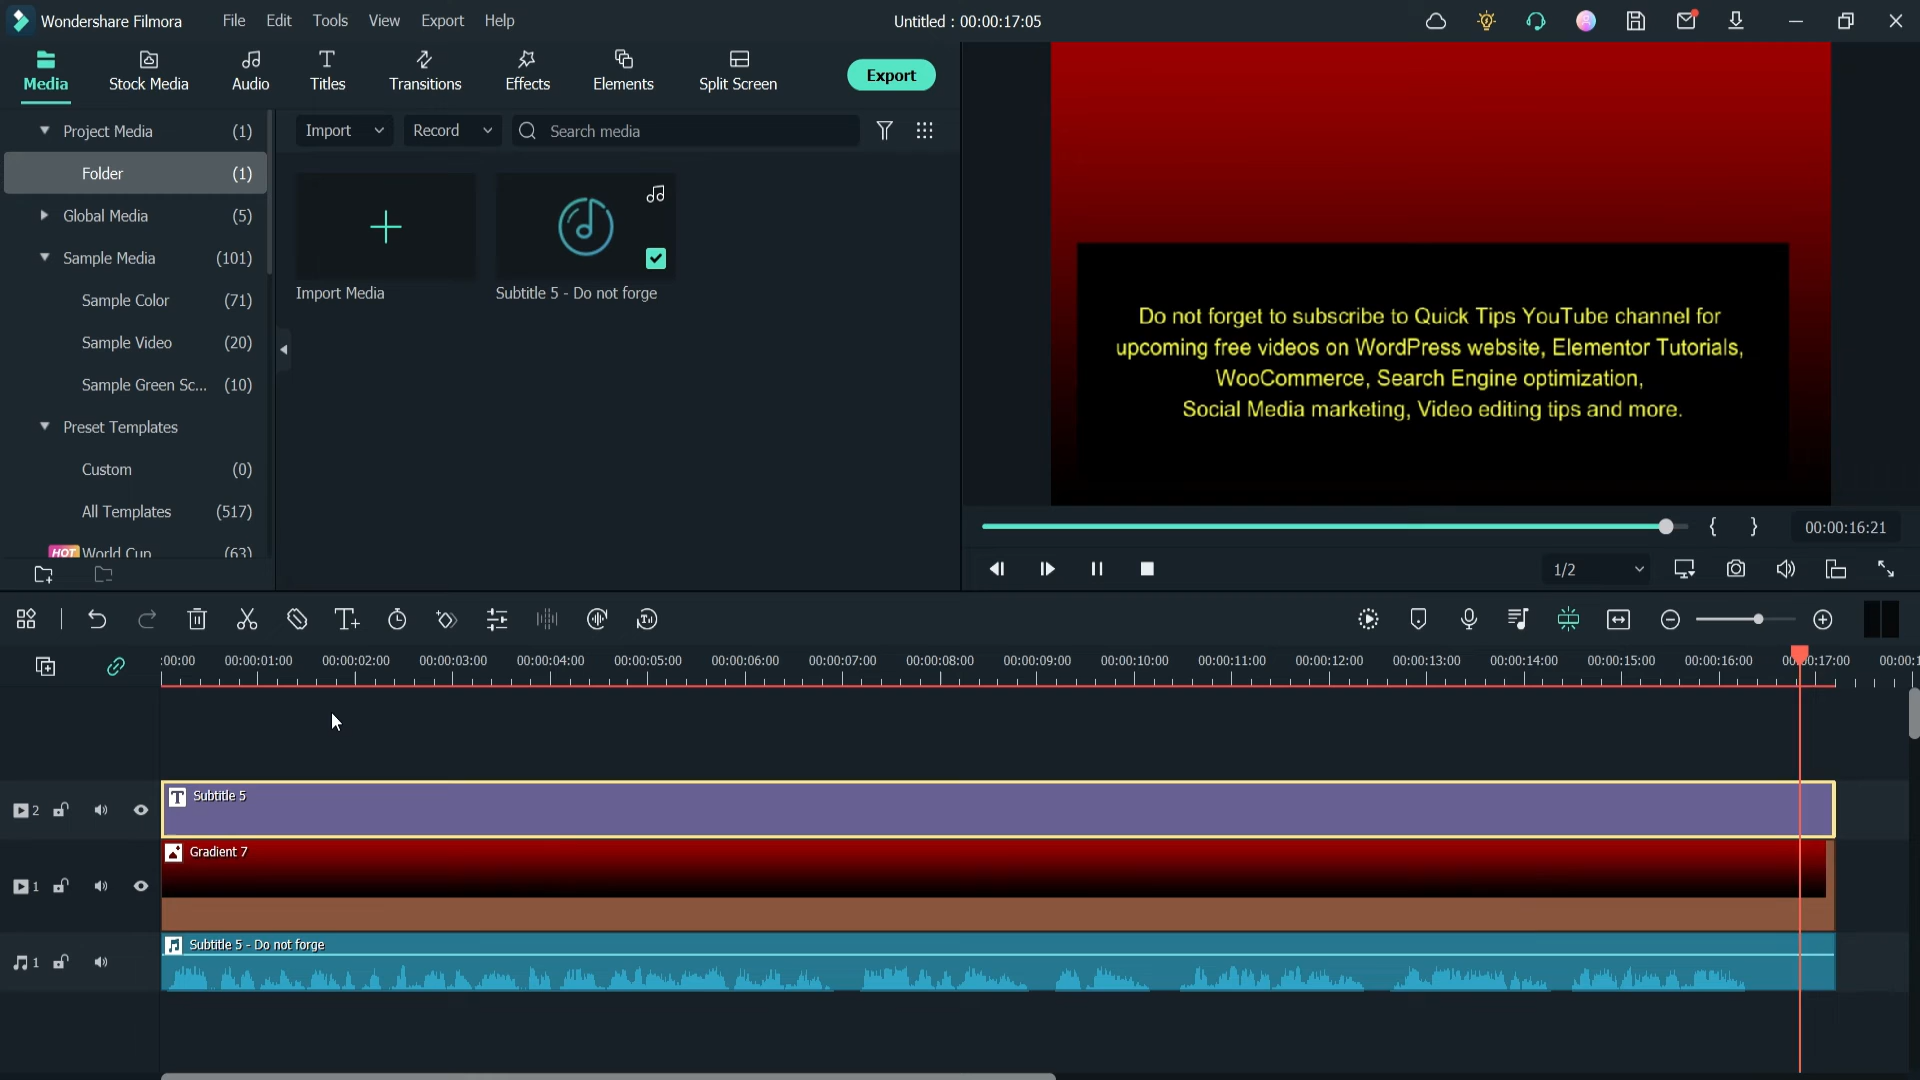 Wondershare Filmora File Edit Tools View Export Help Untitled : 00:00:17:05
Media Stock Media Audio Titles Transitions Effects Elements Split Screen Export
Project Media (1)
Folder (1)
Global Media (5)
Sample Media (101)
Sample Color (71)
Sample Video (20)
Sample Green Sc... (10)
Preset Templates
Custom (0)
All Templates (517)
HOT World Cup (63)
Import Record Search media
Import Media Subtitle 5 - Do not forge
Do not forget to subscribe to Quick Tips YouTube channel for
upcoming free videos on WordPress website, Elementor Tutorials,
WooCommerce, Search Engine optimization,
Social Media marketing, Video editing tips and more.
{ } 00:00:16:21
1/2
:00:00 00:00:01:00 00:00:02:00 00:00:03:00 00:00:04:00 00:00:05:00 00:00:06:00 00:00:07:00 00:00:08:00 00:00:09:00 00:00:10:00 00:00:11:00 00:00:12:00 00:00:13:00 00:00:14:00 00:00:15:00 00:00:16:00 00:00:17:00 00:00:1
2 T Subtitle 5
Gradient 7
1
Subtitle 5 - Do not forge
1